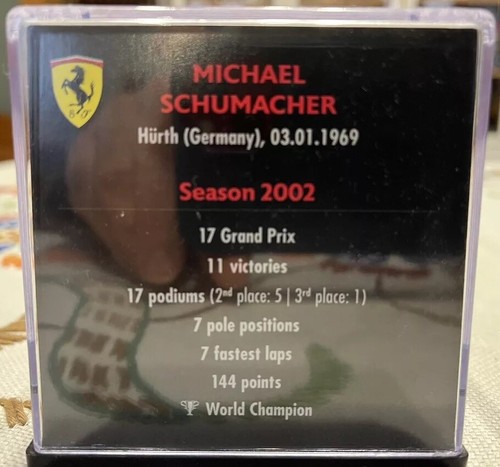 MICHAEL
SCHUMACHER
Hürth (Germany), 03.01.1969
Season 2002
17 Grand Prix
11 victories
17 podiums (2nd place: 5 | 3rd place: 1)
7 pole positions
7 fastest laps
144 points
World Champion